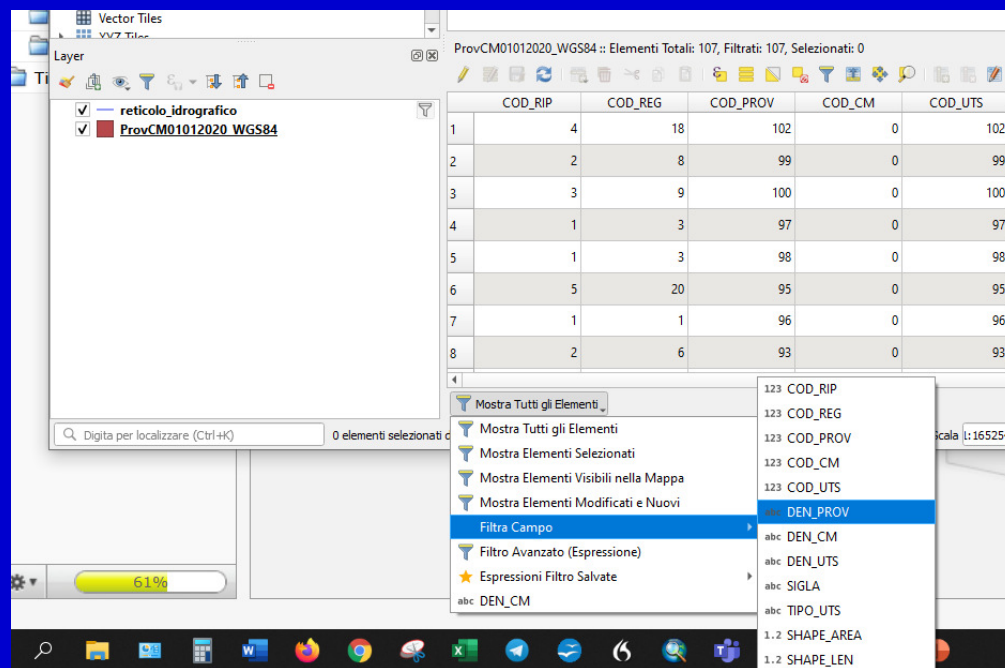 Vector Tiles
XYZ Tiles
Ti
Layer
reticolo_idrografico
ProvCM01012020_WGS84
Digita per localizzare (Ctrl+K)
0 elementi selezionati
61%
ProvCM01012020_WGS84 :: Elementi Totali: 107, Filtrati: 107, Selezionati: 0
COD_RIP COD_REG COD_PROV COD_CM COD_UTS
1 4 18 102 0 102
2 2 8 99 0 99
3 3 9 100 0 100
4 1 3 97 0 97
5 1 3 98 0 98
6 5 20 95 0 95
7 1 1 96 0 96
8 2 6 93 0 93
Mostra Tutti gli Elementi
Mostra Tutti gli Elementi
Mostra Elementi Selezionati
Mostra Elementi Visibili nella Mappa
Mostra Elementi Modificati e Nuovi
Filtra Campo
Filtro Avanzato (Espressione)
Espressioni Filtro Salvate
abc DEN_CM
123 COD_RIP
123 COD_REG
123 COD_PROV
123 COD_CM
123 COD_UTS
abc DEN_PROV
abc DEN_CM
abc DEN_UTS
abc SIGLA
abc TIPO_UTS
1.2 SHAPE_AREA
1.2 SHAPE_LEN
Scala 1:16525